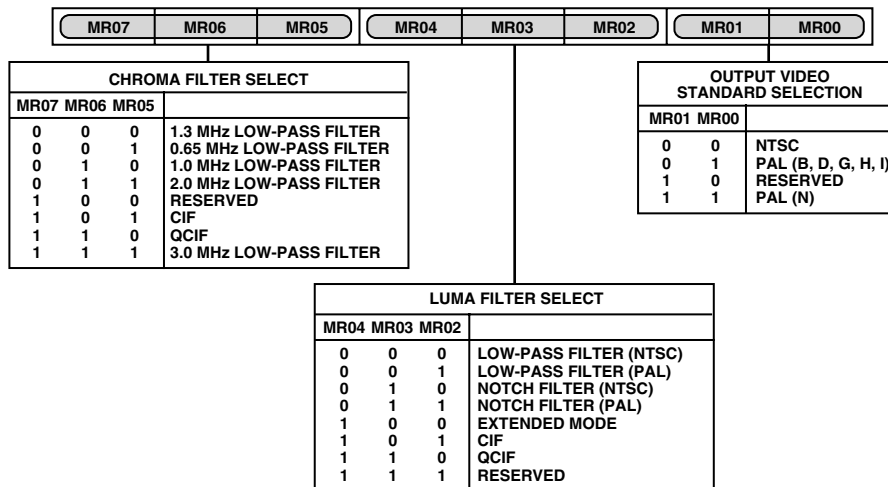 MR07 MR06 MR05 MR04 MR03 MR02 MR01 MR00
CHROMA FILTER SELECT
MR07 MR06 MR05
0 0 0 1.3 MHz LOW-PASS FILTER
0 0 1 0.65 MHz LOW-PASS FILTER
0 1 0 1.0 MHz LOW-PASS FILTER
0 1 1 2.0 MHz LOW-PASS FILTER
1 0 0 RESERVED
1 0 1 CIF
1 1 0 QCIF
1 1 1 3.0 MHz LOW-PASS FILTER
OUTPUT VIDEO
STANDARD SELECTION
MR01 MR00
0 0 NTSC
0 1 PAL (B, D, G, H, I)
1 0 RESERVED
1 1 PAL (N)
LUMA FILTER SELECT
MR04 MR03 MR02
0 0 0 LOW-PASS FILTER (NTSC)
0 0 1 LOW-PASS FILTER (PAL)
0 1 0 NOTCH FILTER (NTSC)
0 1 1 NOTCH FILTER (PAL)
1 0 0 EXTENDED MODE
1 0 1 CIF
1 1 0 QCIF
1 1 1 RESERVED